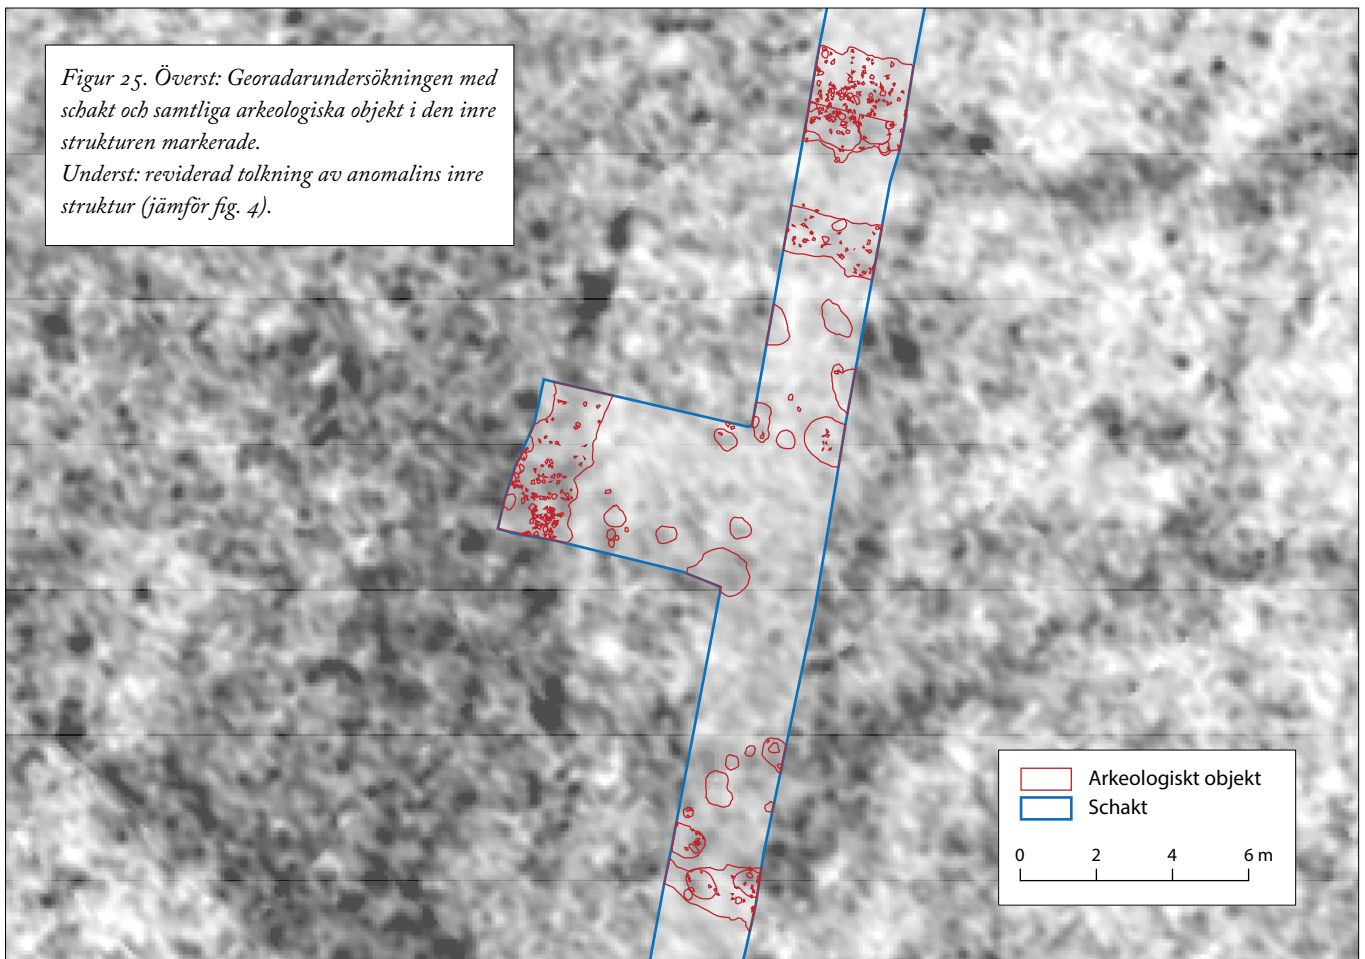 Figur 25. Överst: Georadarundersökningen med
schakt och samtliga arkeologiska objekt i den inre
strukturen markerade.
Underst: reviderad tolkning av anomalins inre
struktur (jämför fig. 4).
Arkeologiskt objekt
Schakt
0 2 4 6 m